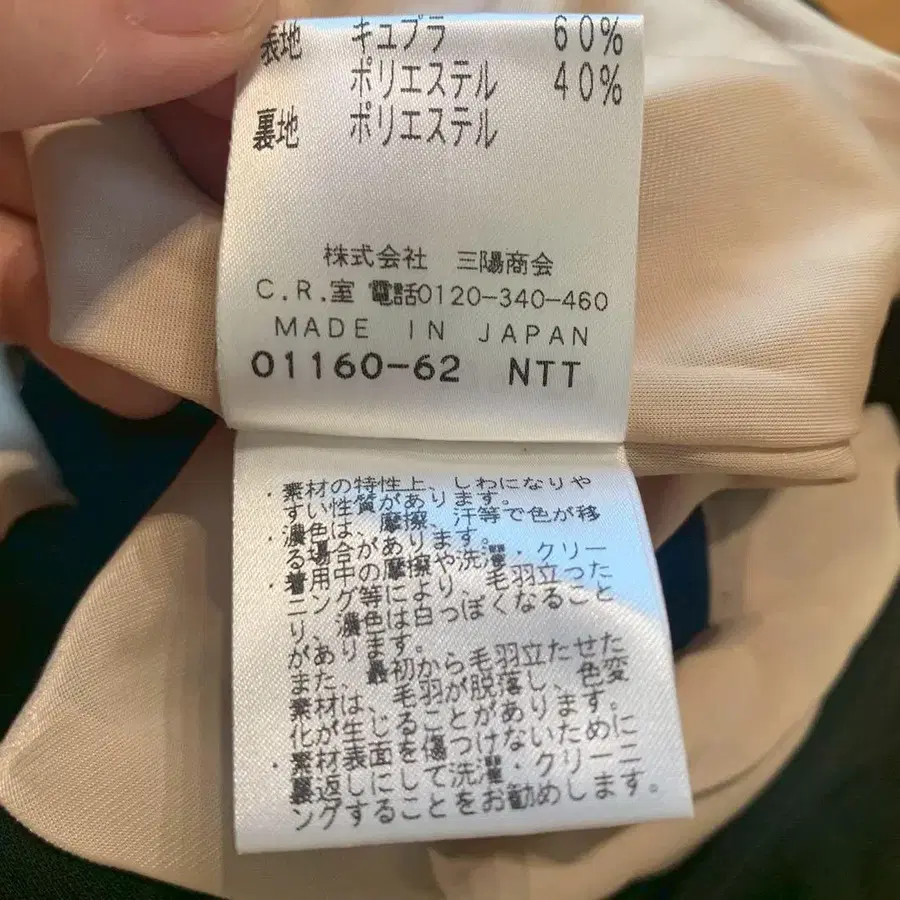 表地 キュプラ 60%
ポリエステル 40%
裏地 ポリエステル
株式会社 三陽商会
C.R.室 電話0120-340-460
MADE IN JAPAN
01160-62 NTT
・素材の特性上、しわになりや
すい性質があります。
・濃色は、摩擦、汗等で色が移
る場合があります。
・着用中の摩擦や洗濯・クリー
ニング等により、毛羽立った
り、濃色は白っぽくなること
があります。
また、最初から毛羽立たせた
素材は、毛羽が脱落し、色変
化が生じることがあります。
・素材表面を傷つけないために
裏返しにして洗濯・クリーニ
ングすることをお勧めします。